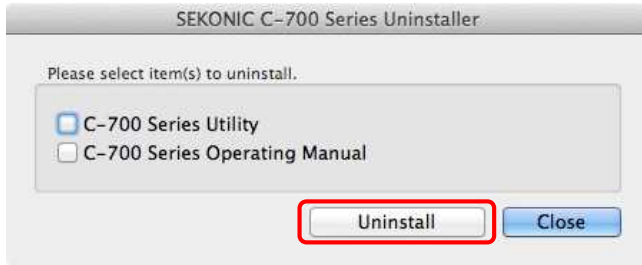 SEKONIC C-700 Series Uninstaller
Please select item(s) to uninstall.
C-700 Series Utility
C-700 Series Operating Manual
Uninstall Close